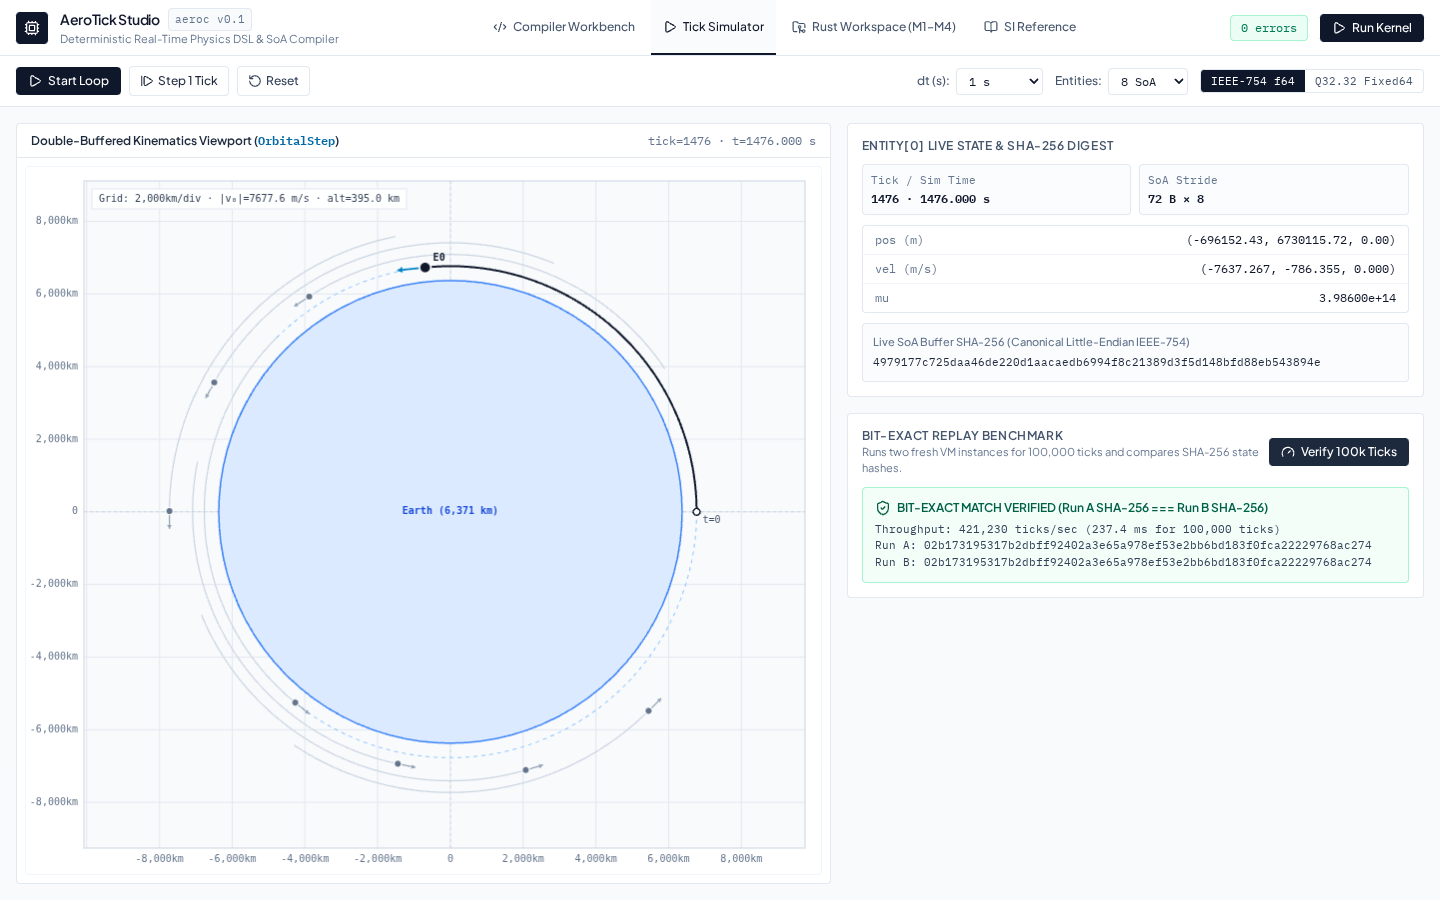 AeroTick Studio
aeroc v0.1
Deterministic Real-Time Physics DSL & SoA Compiler
Compiler Workbench
Tick Simulator
Rust Workspace (M1–M4)
SI Reference
0 errors
Run Kernel
Start Loop
Step 1 Tick
Reset
dt (s):
1 s
Entities:
8 SoA
IEEE-754 f64
Q32.32 Fixed64
Double-Buffered Kinematics Viewport (OrbitalStep)
tick=1476 · t=1476.000 s
Grid: 2,000km/div · |v₀|=7677.6 m/s · alt=395.0 km
8,000km
6,000km
4,000km
2,000km
0
-2,000km
-4,000km
-6,000km
-8,000km
E0
Earth (6,371 km)
t=0
-8,000km
-6,000km
-4,000km
-2,000km
0
2,000km
4,000km
6,000km
8,000km
ENTITY[0] LIVE STATE & SHA-256 DIGEST
Tick / Sim Time
1476 · 1476.000 s
SoA Stride
72 B × 8
pos (m)
(-696152.43, 6730115.72, 0.00)
vel (m/s)
(-7637.267, -786.355, 0.000)
mu
3.98600e+14
Live SoA Buffer SHA-256 (Canonical Little-Endian IEEE-754)
4979177c725daa46de220d1aacaedb6994f8c21389d3f5d148bfd88eb543894e
BIT-EXACT REPLAY BENCHMARK
Runs two fresh VM instances for 100,000 ticks and compares SHA-256 state
hashes.
Verify 100k Ticks
BIT-EXACT MATCH VERIFIED (Run A SHA-256 === Run B SHA-256)
Throughput: 421,230 ticks/sec (237.4 ms for 100,000 ticks)
Run A: 02b173195317b2dbff92402a3e65a978ef53e2bb6bd183f0fca22229768ac274
Run B: 02b173195317b2dbff92402a3e65a978ef53e2bb6bd183f0fca22229768ac274